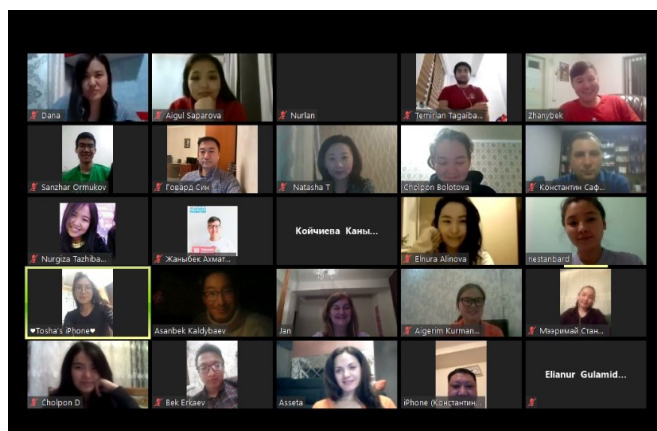 Dana
Aigul Saparova
Nurlan
Temirlan Tagaiba...
Zhanybek
Sanzhar Ormukov
Говард Син
Natasha T
Cholpon Bolotova
Константин Саф...
Nurgiza Tazhiba...
Жаныбек Ахмат...
Койчиева Каны...
Elnura Alinova
nestanbard
♥Tosha's iPhone♥
Asanbek Kaldybaev
Jan
Aigerim Kurman...
Мээримай Стан...
Cholpon D
Bek Erkaev
Asseta
iPhone (Константин...
Elianur Gulamid...